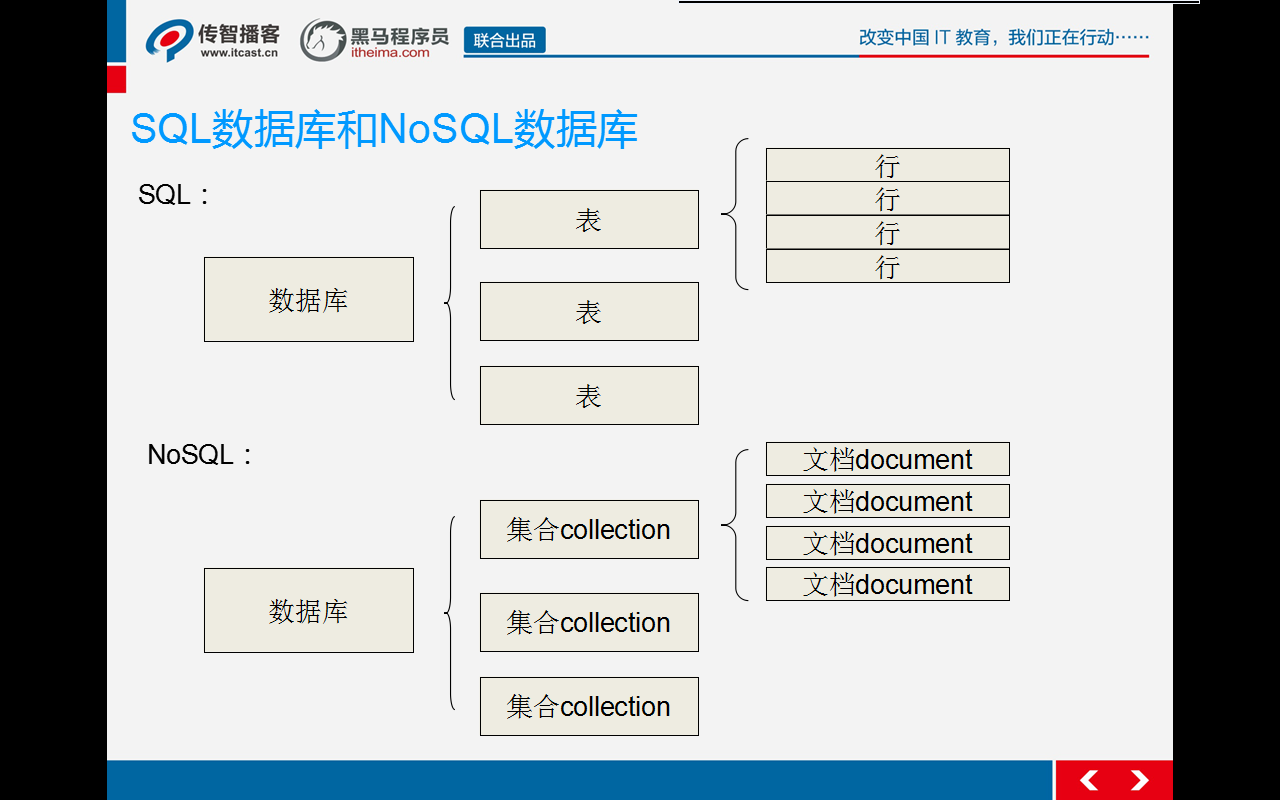 传智播客
www.itcast.cn
黑马程序员
itheima.com
联合出品
改变中国 IT 教育，我们正在行动……
SQL数据库和NoSQL数据库
SQL：
数据库
表
表
表
行
行
行
行
NoSQL：
数据库
集合collection
集合collection
集合collection
文档document
文档document
文档document
文档document